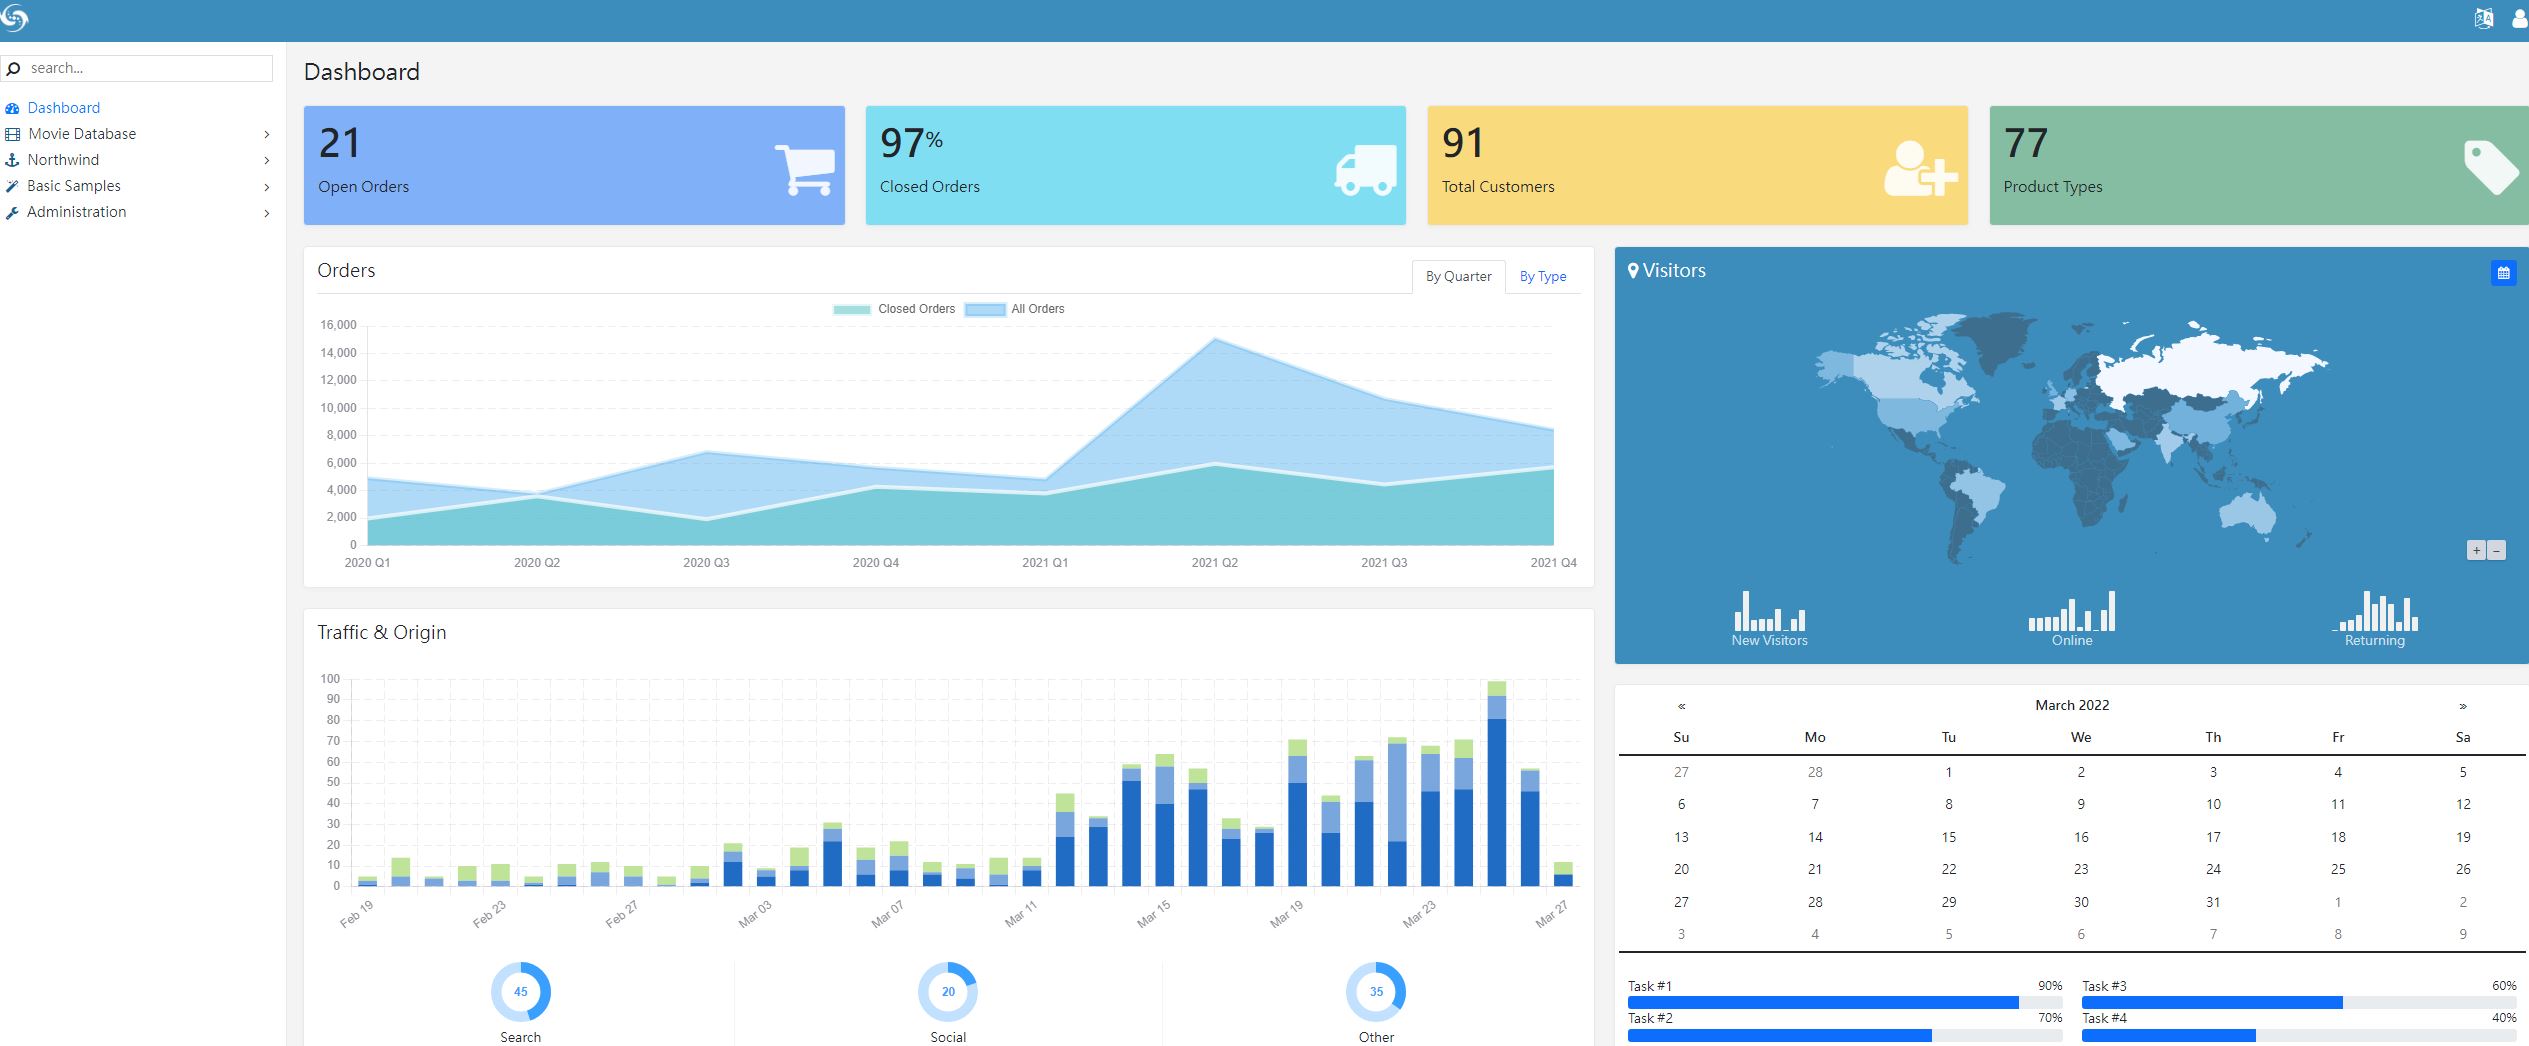 search...
Dashboard
Movie Database
Northwind
Basic Samples
Administration
Dashboard
21
Open Orders
97%
Closed Orders
91
Total Customers
77
Product Types
Orders
By Quarter By Type
Closed Orders All Orders
16,000
14,000
12,000
10,000
8,000
6,000
4,000
2,000
0
2020 Q1 2020 Q2 2020 Q3 2020 Q4 2021 Q1 2021 Q2 2021 Q3 2021 Q4
Visitors
+ −
New Visitors Online Returning
Traffic & Origin
100
90
80
70
60
50
40
30
20
10
0
Feb 19 Feb 23 Feb 27 Mar 03 Mar 07 Mar 11 Mar 15 Mar 19 Mar 23 Mar 27
45 20 35
Search Social Other
« March 2022 »
Su Mo Tu We Th Fr Sa
27 28 1 2 3 4 5
6 7 8 9 10 11 12
13 14 15 16 17 18 19
20 21 22 23 24 25 26
27 28 29 30 31 1 2
3 4 5 6 7 8 9
Task #1 90% Task #3 60%
Task #2 70% Task #4 40%